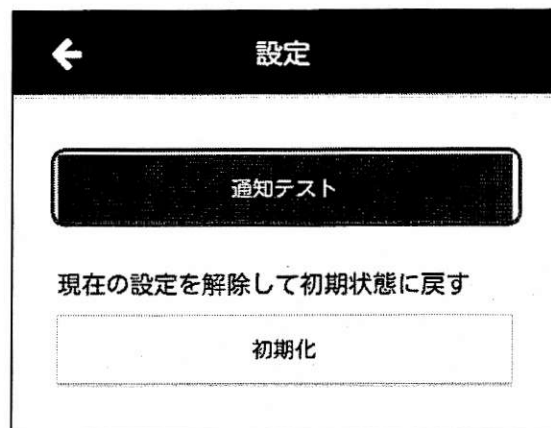 設定
通知テスト
現在の設定を解除して初期状態に戻す
初期化